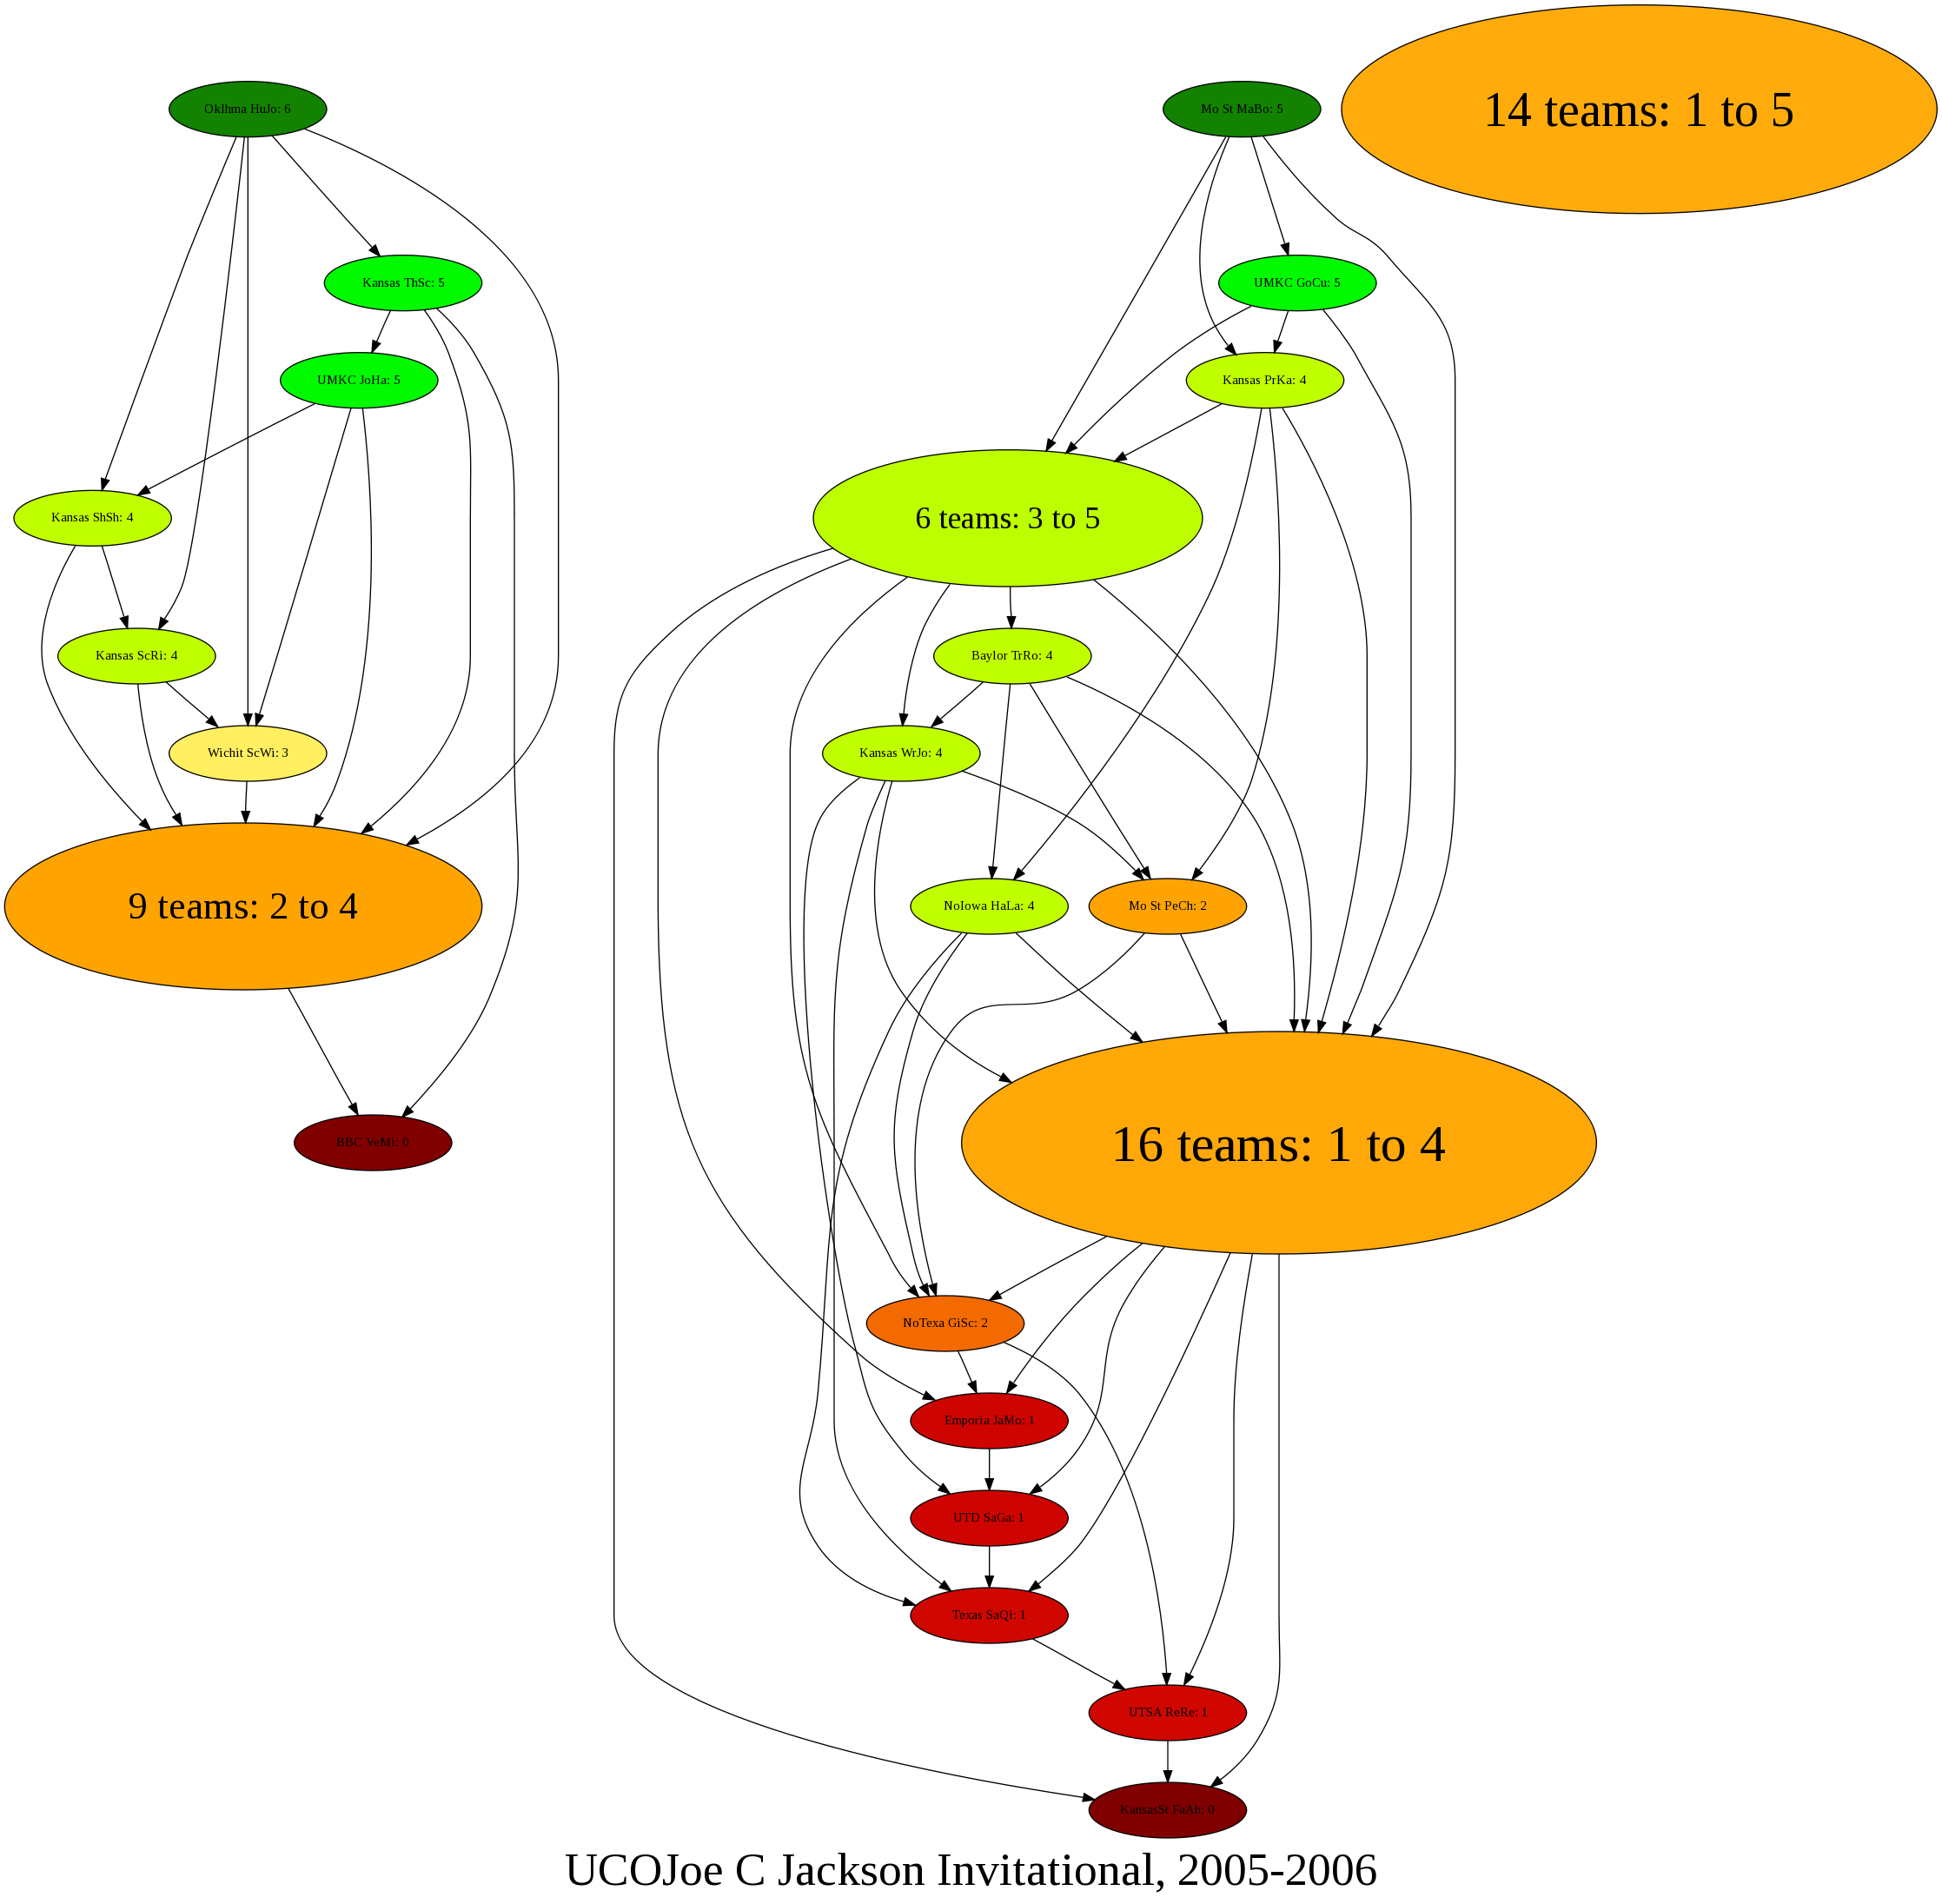 Oklhma HuJo: 6
Mo St MaBo: 5
14 teams: 1 to 5
Kansas ThSc: 5
UMKC GoCu: 5
UMKC JoHa: 5
Kansas PrKa: 4
Kansas ShSh: 4
6 teams: 3 to 5
Kansas ScRi: 4
Baylor TrRo: 4
Wichit ScWi: 3
Kansas WrJo: 4
9 teams: 2 to 4
NoIowa HaLa: 4
Mo St PeCh: 2
BBC VeMi: 0
16 teams: 1 to 4
NoTexa GiSc: 2
Emporia JaMo: 1
UTD SaGa: 1
Texas SaQi: 1
UTSA ReRe: 1
KansasSt FaAh: 0
UCOJoe C Jackson Invitational, 2005-2006